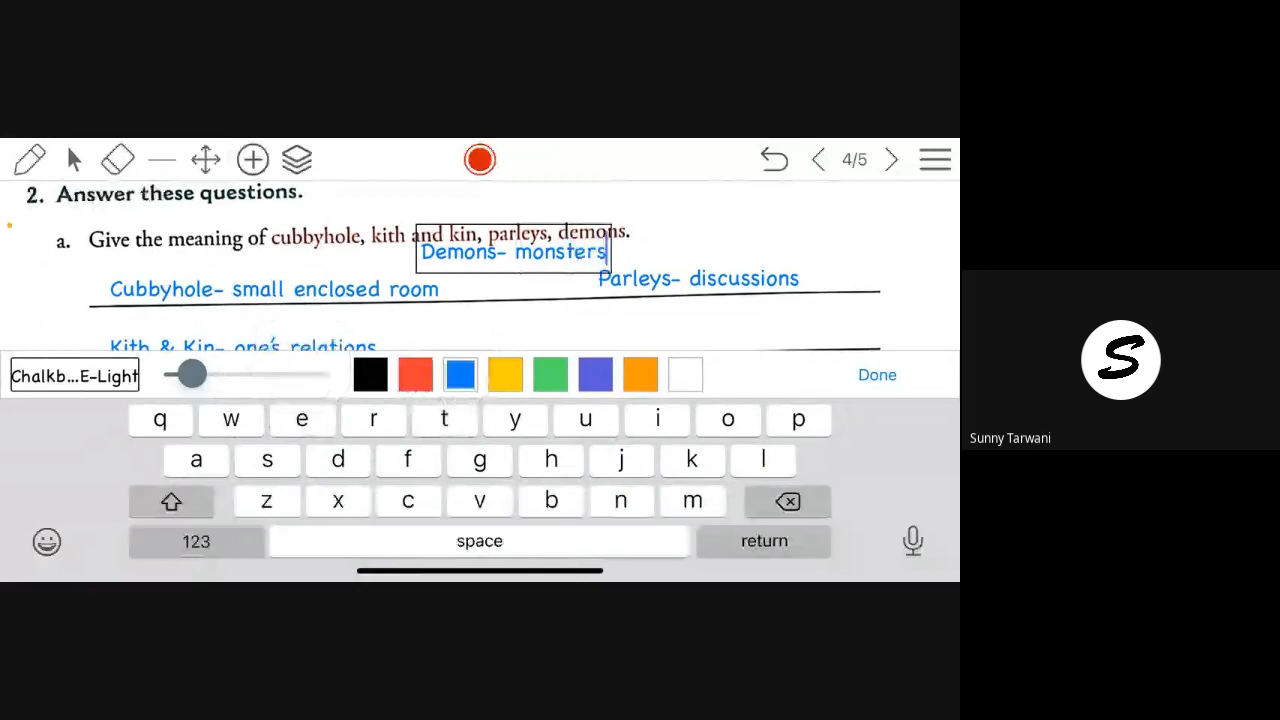 4/5
2. Answer these questions.
a. Give the meaning of cubbyhole, kith and kin, parleys, demons.
Demons- monsters
Parleys- discussions
Cubbyhole- small enclosed room
Kith & Kin- one's relations
Chalkb...E-Light
Done
q w e r t y u i o p
a s d f g h j k l
z x c v b n m
123 space return
S
Sunny Tarwani